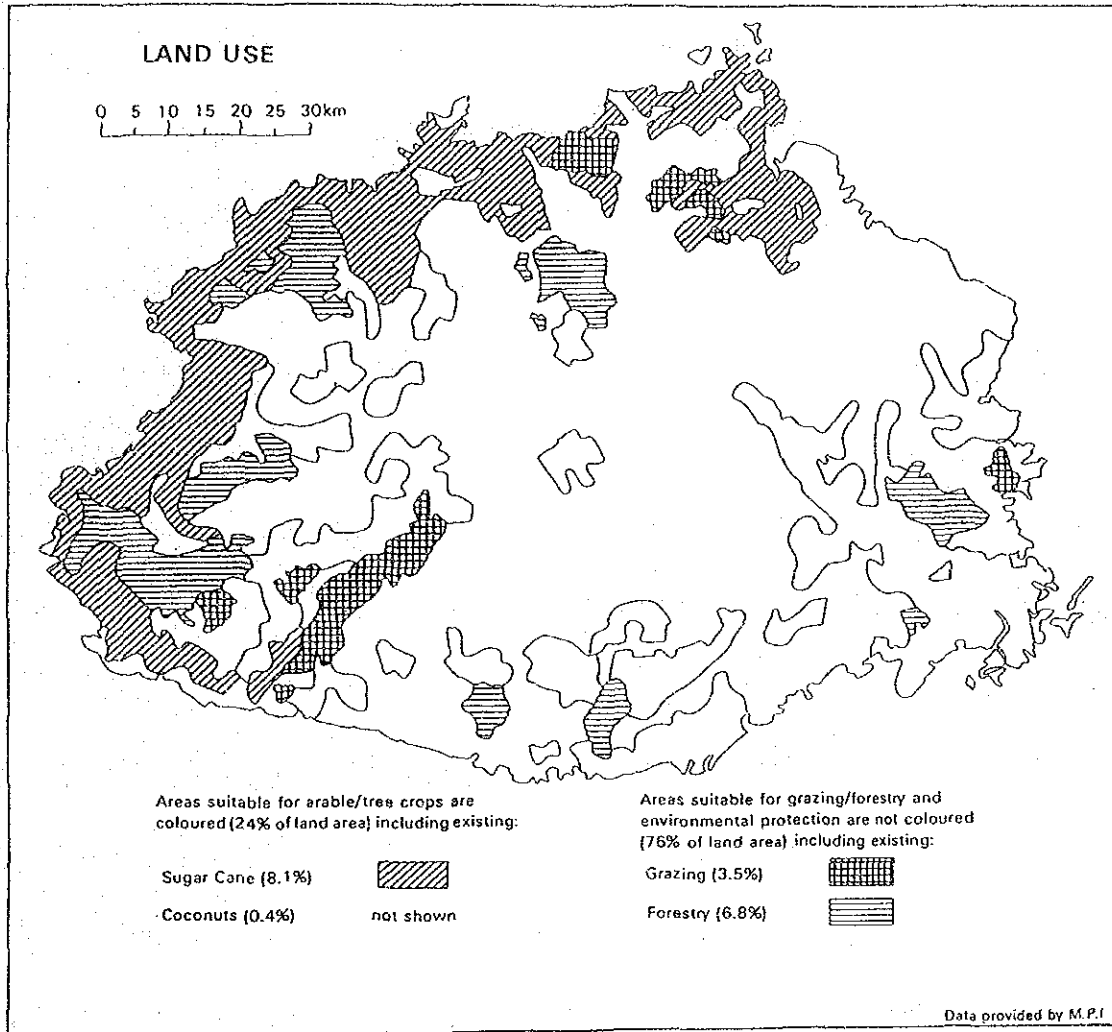 LAND USE
0 5 10 15 20 25 30km
Areas suitable for arable/tree crops are
coloured (24% of land area) including existing:
Sugar Cane (8.1%)
Coconuts (0.4%) not shown
Areas suitable for grazing/forestry and
environmental protection are not coloured
(76% of land area) including existing:
Grazing (3.5%)
Forestry (6.8%)
Data provided by M.P.I